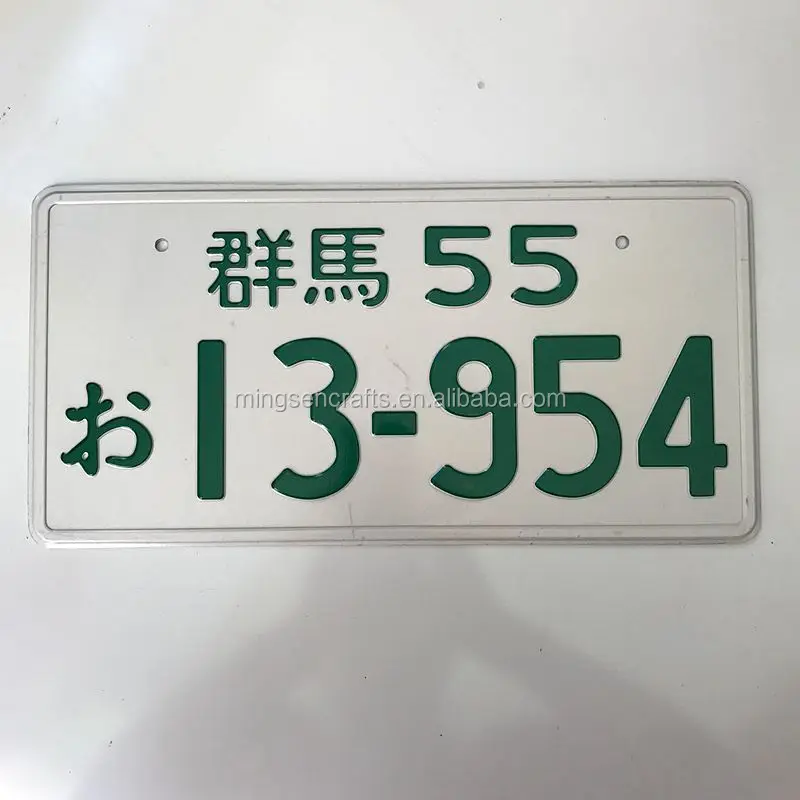 群馬 55
お 13-954
mingsencrafts.en.alibaba.com